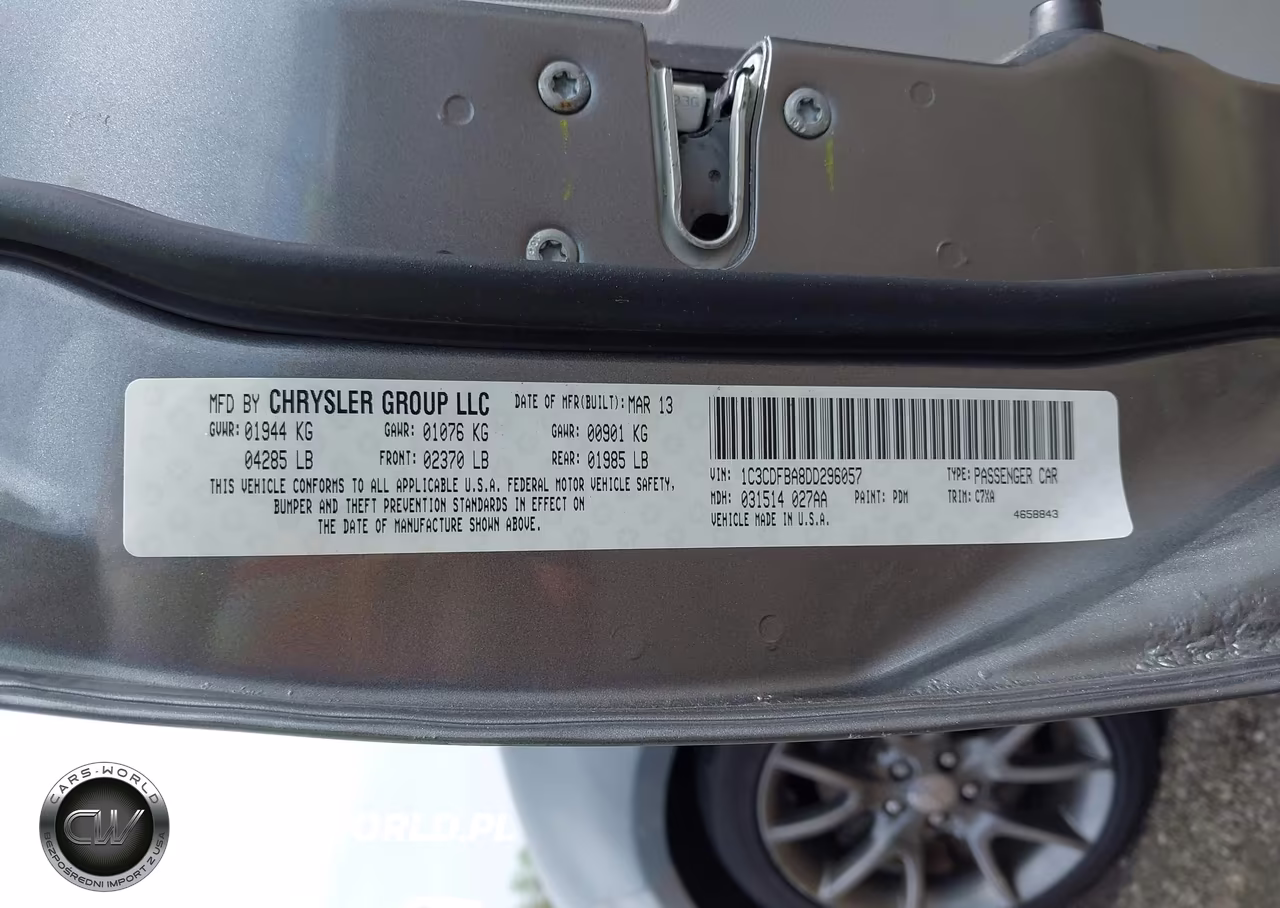 MFD BY CHRYSLER GROUP LLC DATE OF MFR(BUILT): MAR 13
GVWR: 01944 KG GAWR: 01076 KG GAWR: 00901 KG
04285 LB FRONT: 02370 LB REAR: 01985 LB
THIS VEHICLE CONFORMS TO ALL APPLICABLE U.S.A. FEDERAL MOTOR VEHICLE SAFETY,
BUMPER AND THEFT PREVENTION STANDARDS IN EFFECT ON
THE DATE OF MANUFACTURE SHOWN ABOVE.
VIN: 1C3CDFBA8DD296057 TYPE: PASSENGER CAR
MDH: 031514 027AA PAINT: PDM TRIM: C7XA
VEHICLE MADE IN U.S.A. 4658843
CARS-WORLD
CW
BEZPOŚREDNI IMPORT Z USA
ORLD.PL